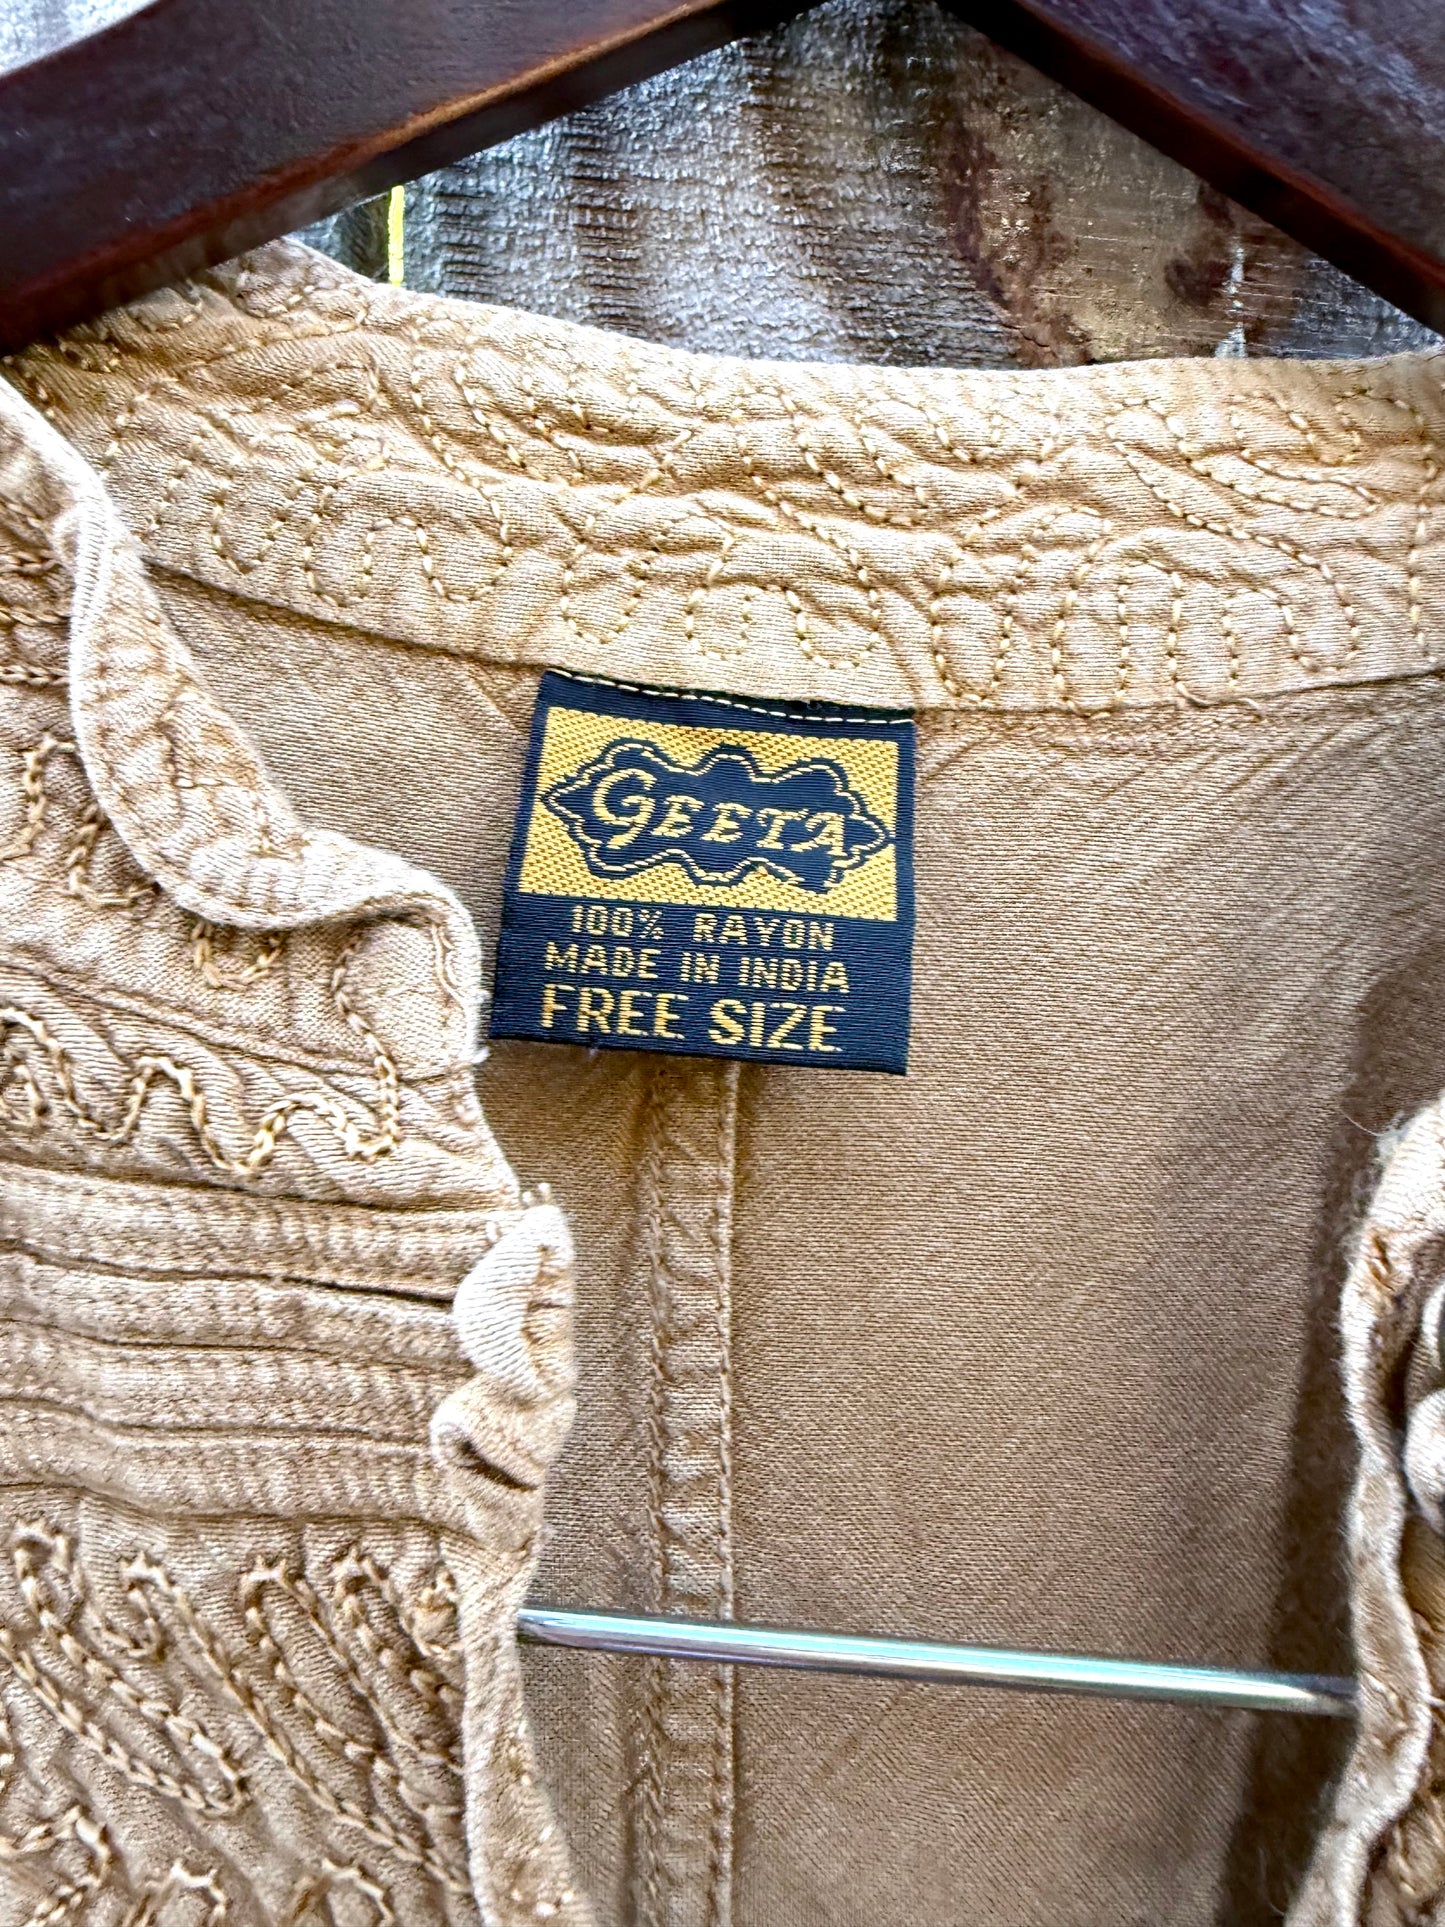 GEETA
100% RAYON
MADE IN INDIA
FREE SIZE